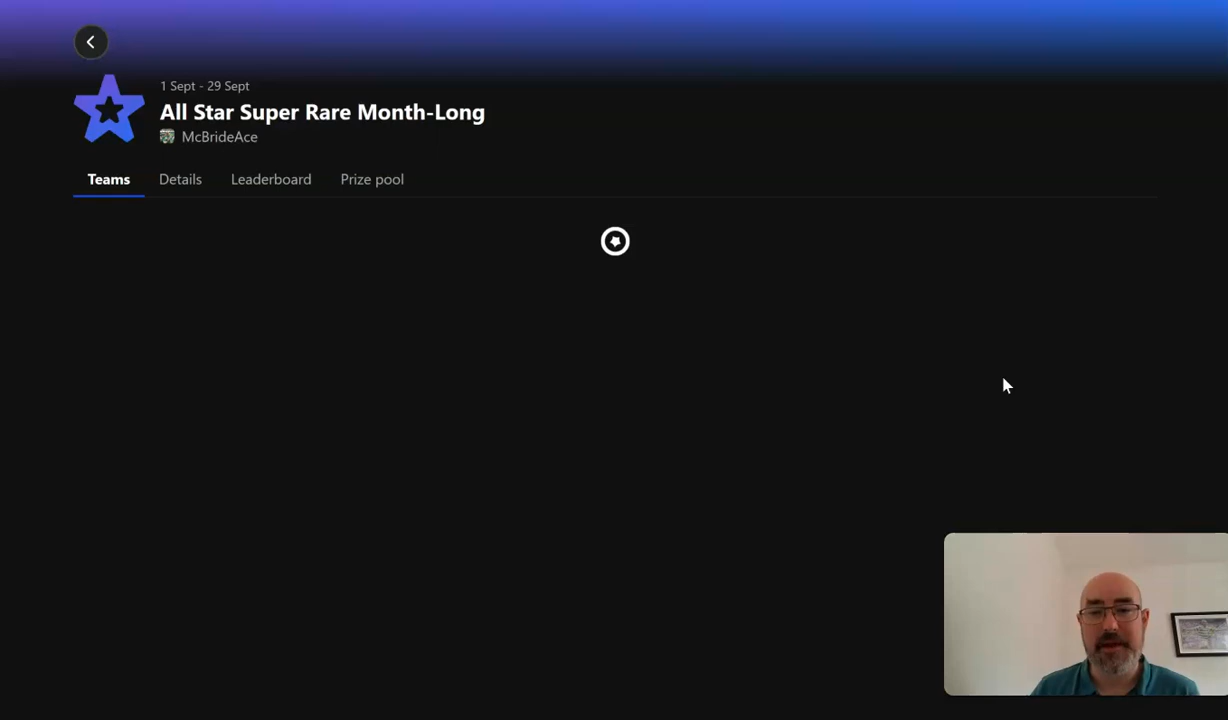 1 Sept - 29 Sept
All Star Super Rare Month-Long
McBrideAce
Teams
Details
Leaderboard
Prize pool